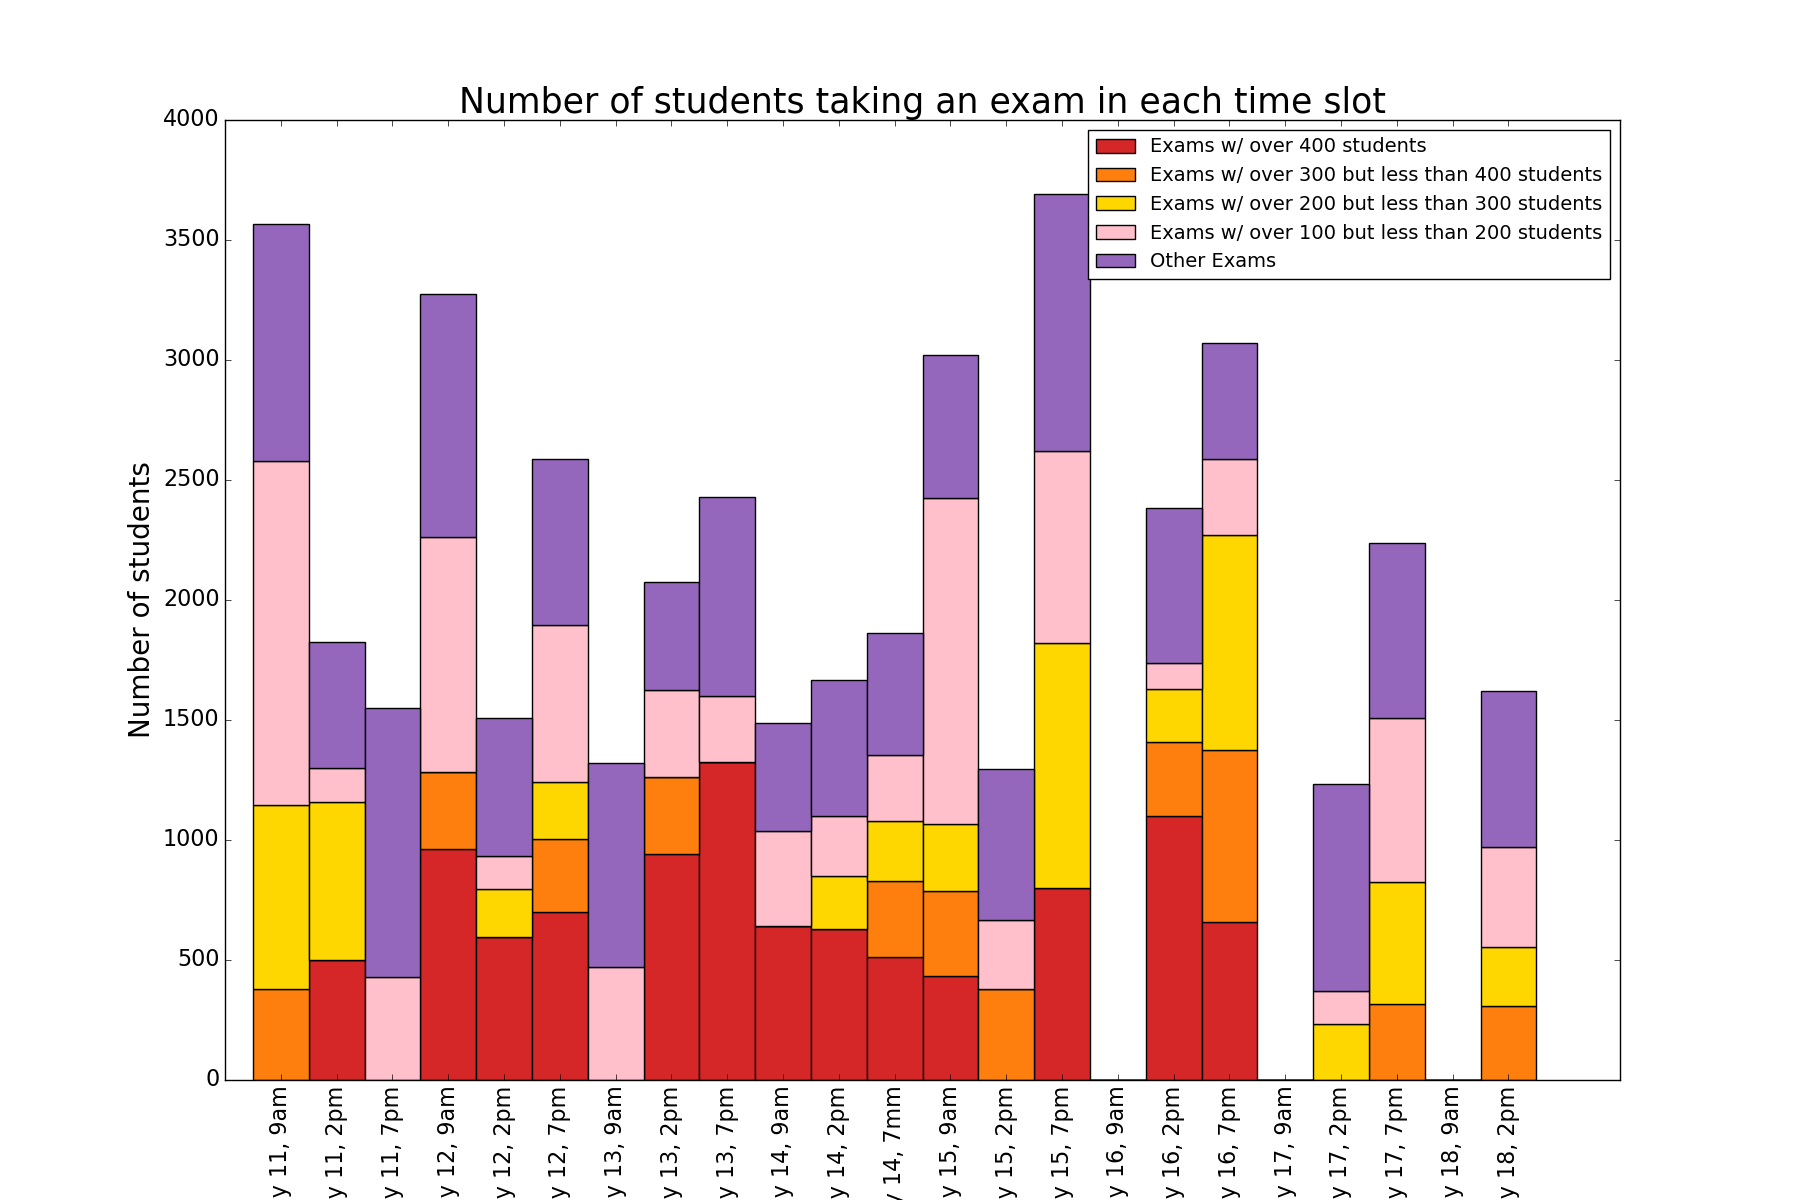 Number of students taking an exam in each time slot
4000
3500
3000
2500
2000
1500
1000
500
0
Number of students
Exams w/ over 400 students
Exams w/ over 300 but less than 400 students
Exams w/ over 200 but less than 300 students
Exams w/ over 100 but less than 200 students
Other Exams
y 11, 9am
y 11, 2pm
y 11, 7pm
y 12, 9am
y 12, 2pm
y 12, 7pm
y 13, 9am
y 13, 2pm
y 13, 7pm
y 14, 9am
y 14, 2pm
y 14, 7mm
y 15, 9am
y 15, 2pm
y 15, 7pm
y 16, 9am
y 16, 2pm
y 16, 7pm
y 17, 9am
y 17, 2pm
y 17, 7pm
y 18, 9am
y 18, 2pm